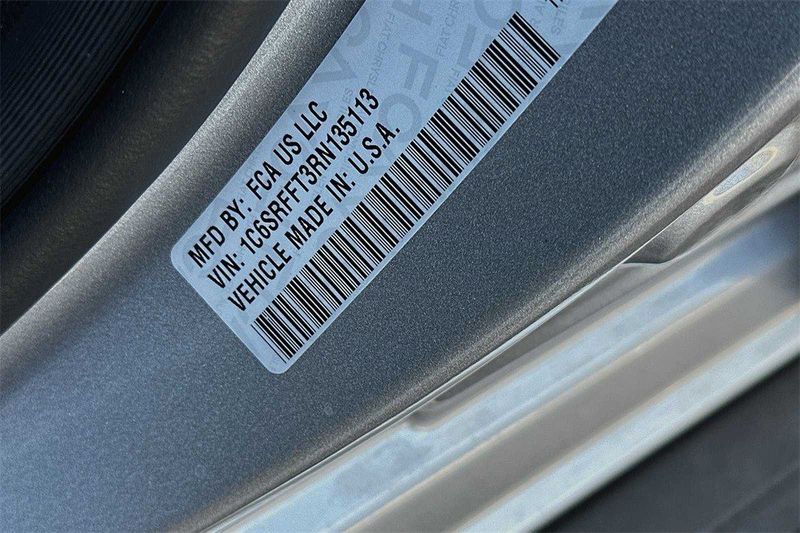 MFD BY: FCA US LLC
VIN: 1C6SRFFT3RN135113
VEHICLE MADE IN: U.S.A.